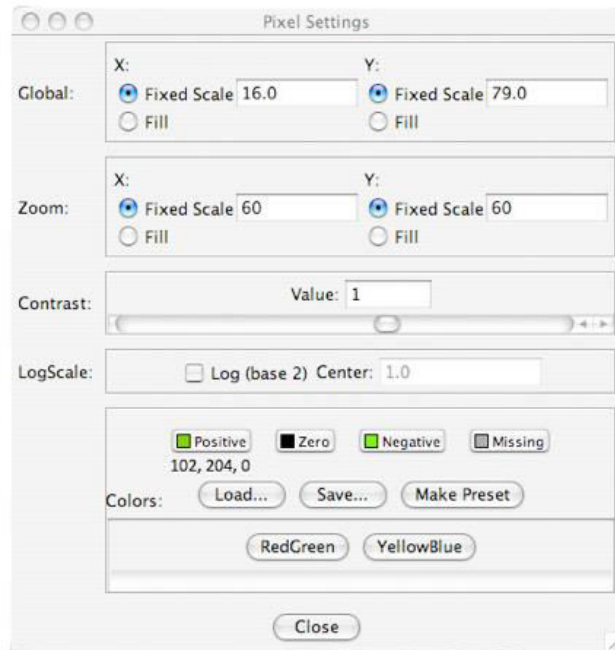 Pixel Settings
X: Y:
Global: Fixed Scale 16.0 Fixed Scale 79.0
Fill Fill
X: Y:
Zoom: Fixed Scale 60 Fixed Scale 60
Fill Fill
Contrast: Value: 1
LogScale: Log (base 2) Center: 1.0
Positive Zero Negative Missing
102, 204, 0
Colors: Load... Save... Make Preset
RedGreen YellowBlue
Close